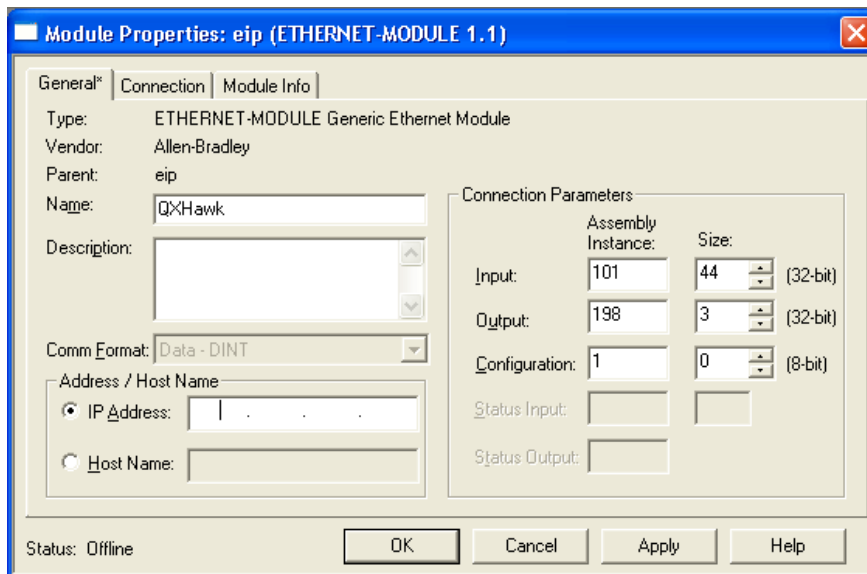 Module Properties: eip (ETHERNET-MODULE 1.1)
General* Connection Module Info
Type: ETHERNET-MODULE Generic Ethernet Module
Vendor: Allen-Bradley
Parent: eip
Name: QXHawk
Description:
Comm Format: Data - DINT
Address / Host Name
IP Address: . . .
Host Name:
Connection Parameters
Assembly
Instance: Size:
Input: 101 44 (32-bit)
Output: 198 3 (32-bit)
Configuration: 1 0 (8-bit)
Status Input:
Status Output:
Status: Offline OK Cancel Apply Help